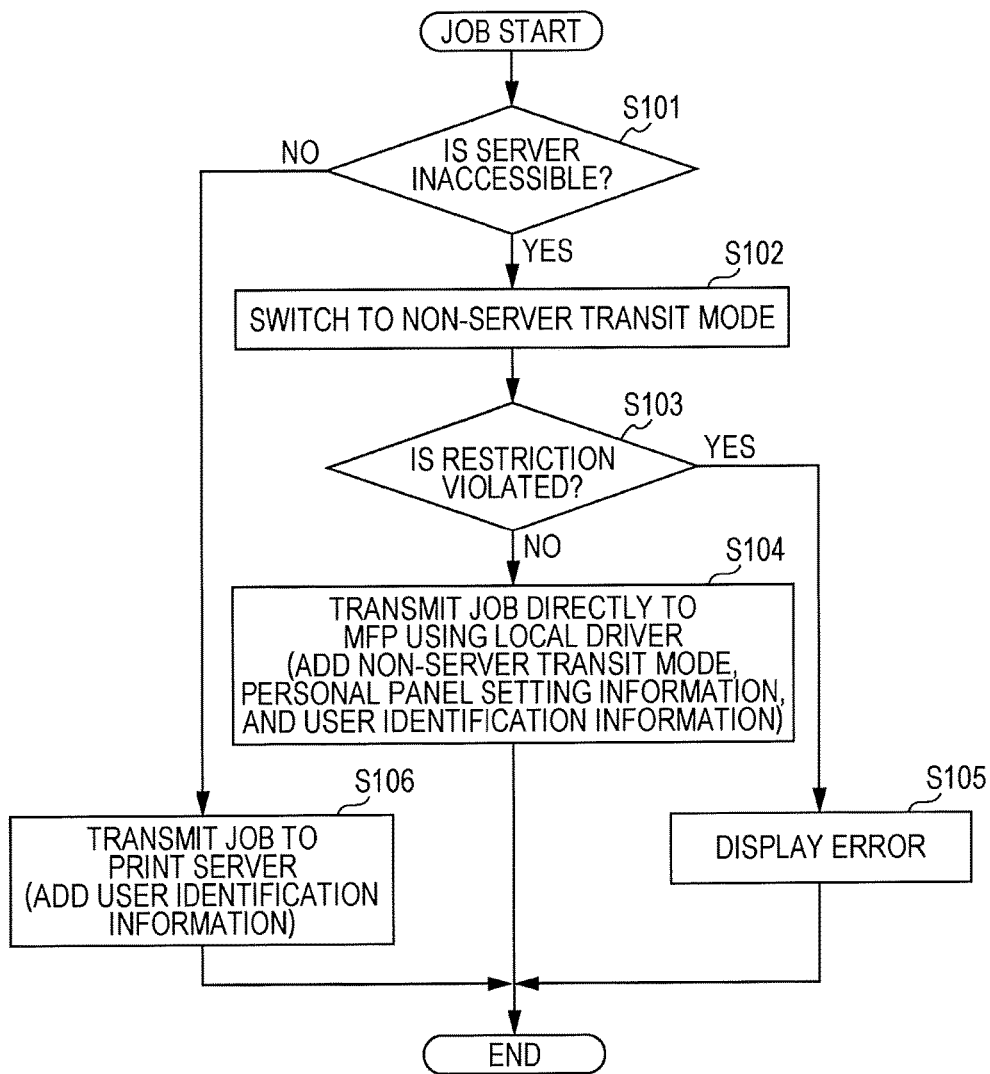 JOB START
S101
IS SERVER
INACCESSIBLE?
NO
YES
S102
SWITCH TO NON-SERVER TRANSIT MODE
S103
IS RESTRICTION
VIOLATED?
YES
NO
S104
TRANSMIT JOB DIRECTLY TO
MFP USING LOCAL DRIVER
(ADD NON-SERVER TRANSIT MODE,
PERSONAL PANEL SETTING INFORMATION,
AND USER IDENTIFICATION INFORMATION)
S106
TRANSMIT JOB TO
PRINT SERVER
(ADD USER IDENTIFICATION
INFORMATION)
S105
DISPLAY ERROR
END